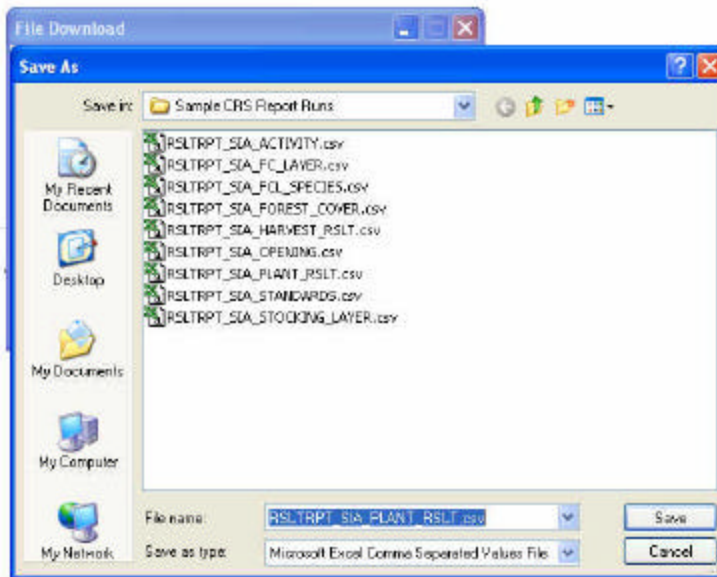 File Download
Save As
Save in:
Sample CRS Report Runs
RSLTRPT_SIA_ACTIVITY.csv
RSLTRPT_SIA_FC_LAYER.csv
RSLTRPT_SIA_FCL_SPECIES.csv
RSLTRPT_SIA_FOREST_COVER.csv
RSLTRPT_SIA_HARVEST_RSLT.csv
RSLTRPT_SIA_OPENING.csv
RSLTRPT_SIA_PLANT_RSLT.csv
RSLTRPT_SIA_STANDARDS.csv
RSLTRPT_SIA_STOCKING_LAYER.csv
My Recent
Documents
Desktop
My Documents
My Computer
My Network
File name:
RSLTRPT_SIA_PLANT_RSLT.csv
Save
Save as type:
Microsoft Excel Comma Separated Values File
Cancel